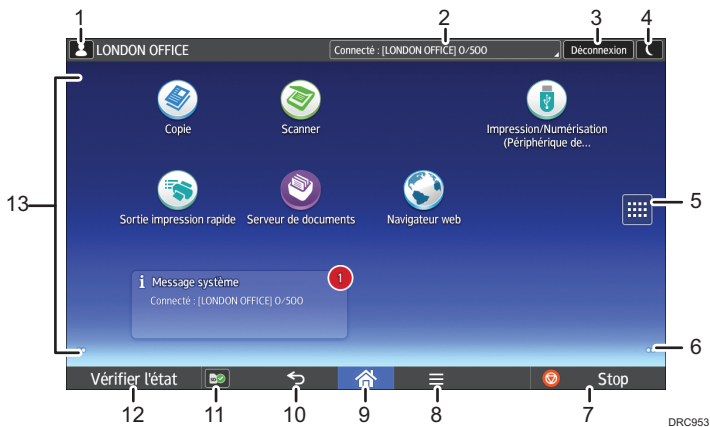 1 2 3 4
LONDON OFFICE Connecté : [LONDON OFFICE] 0/500 Déconnexion
Copie Scanner Impression/Numérisation
(Périphérique de...
13 5
Sortie impression rapide Serveur de documents Navigateur web
i Message système 1
Connecté : [LONDON OFFICE] 0/500
6
Vérifier l'état Stop
12 11 10 9 8 7
DRC953